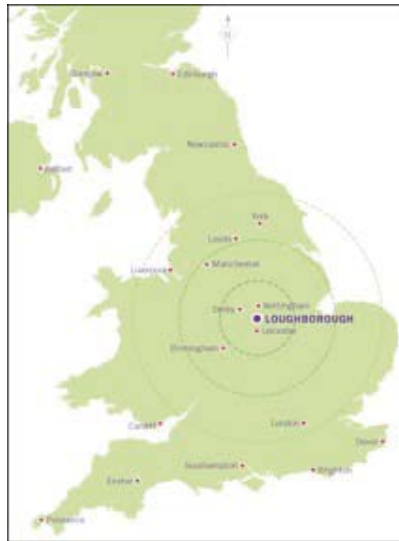 N
Glasgow
Edinburgh
Newcastle
Belfast
York
Leeds
Manchester
Liverpool
Nottingham
Derby
LOUGHBOROUGH
Leicester
Birmingham
Cardiff
London
Dover
Southampton
Brighton
Exeter
Penzance